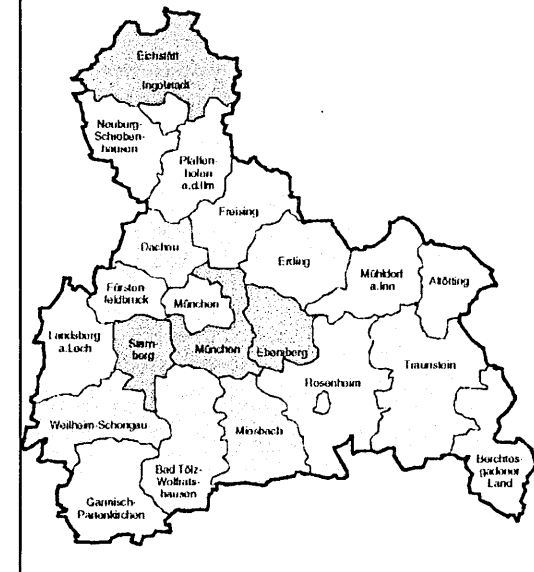 Eichstätt
Ingolstadt
Neuburg-
Schroben-
hausen
Pfaffen-
hofen
a.d.Ilm
Freising
Dachau
Erding
Mühldorf
a.Inn
Altötting
Fürsten-
feldbruck
München
Landsberg
a.Lech
Starn-
berg
München
Ebersberg
Rosenheim
Traunstein
Weilheim-Schongau
Miesbach
Bad Tölz-
Wolfrats-
hausen
Berchtes-
gadener
Land
Garmisch-
Partenkirchen